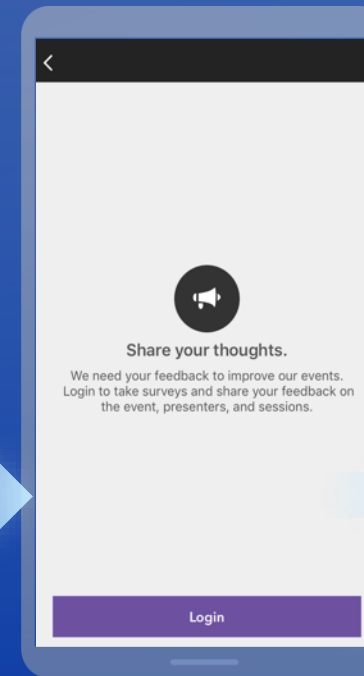 Share your thoughts.
We need your feedback to improve our events.
Login to take surveys and share your feedback on
the event, presenters, and sessions.
Login